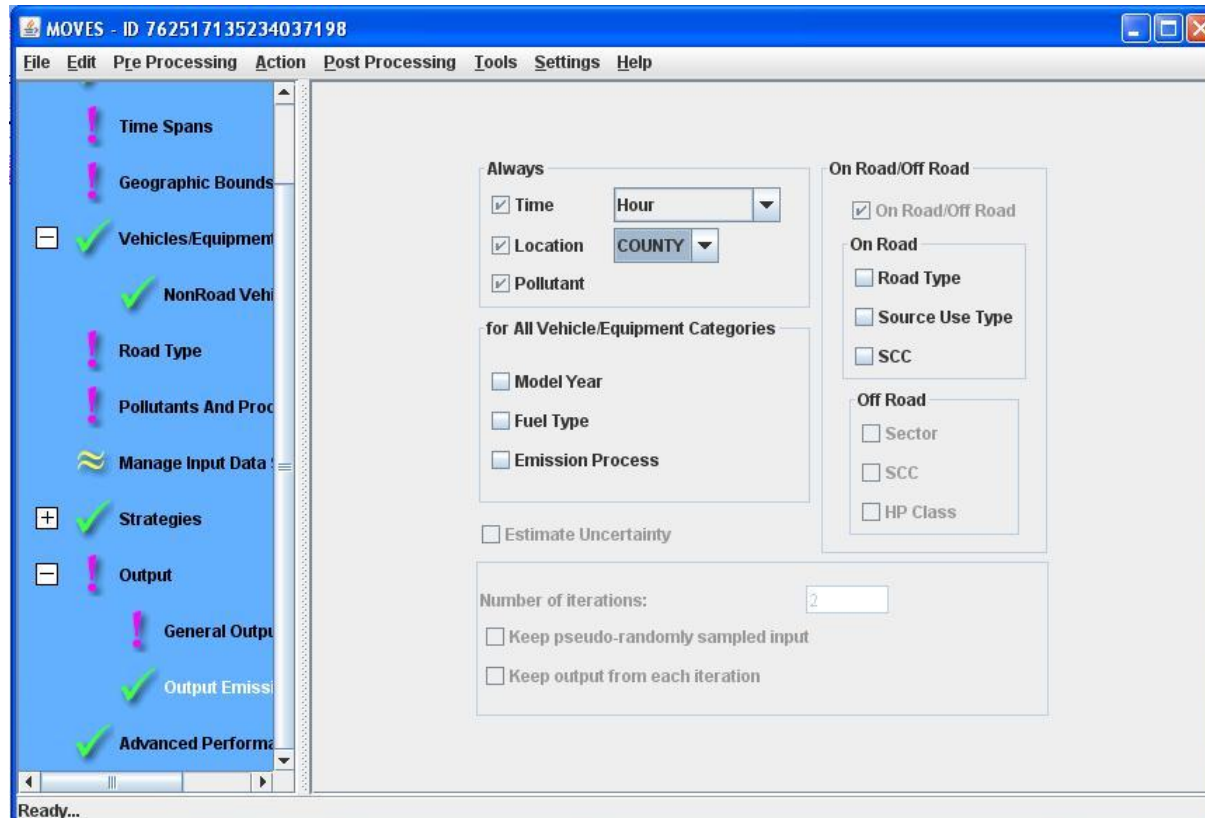 MOVES - ID 7625171352340371​98
File Edit Pre Processing Action Post Processing Tools Settings Help
Time Spans
Geographic Bounds
Vehicles/Equipment
NonRoad Vehi
Road Type
Pollutants And Proc
Manage Input Data S
Strategies
Output
General Outpu
Output Emissi
Advanced Performa
Always
Time Hour
Location COUNTY
Pollutant
for All Vehicle/Equipment Categories
Model Year
Fuel Type
Emission Process
Estimate Uncertainty
On Road/Off Road
On Road/Off Road
On Road
Road Type
Source Use Type
SCC
Off Road
Sector
SCC
HP Class
Number of iterations: 2
Keep pseudo-randomly sampled input
Keep output from each iteration
Ready...